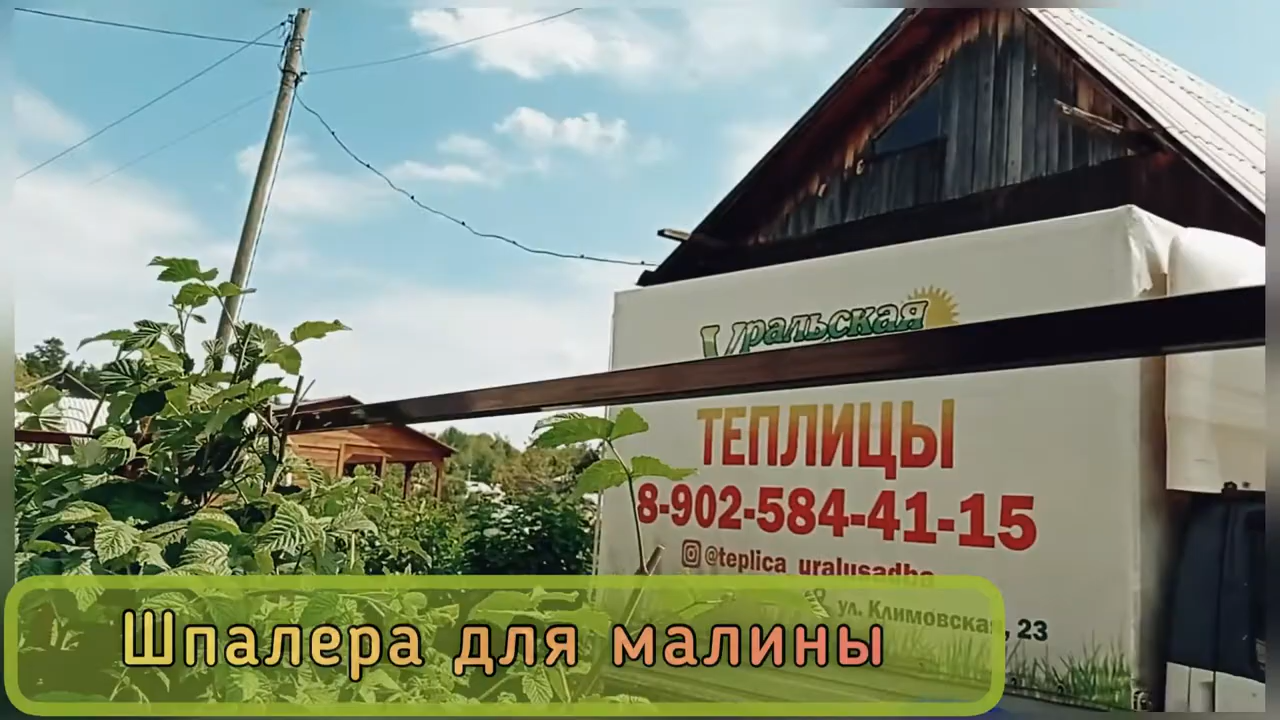 Уральская
ТЕПЛИЦЫ
8-902-584-41-15
@teplica_uralusadba
ул. Климовская, 23
Шпалера для малины